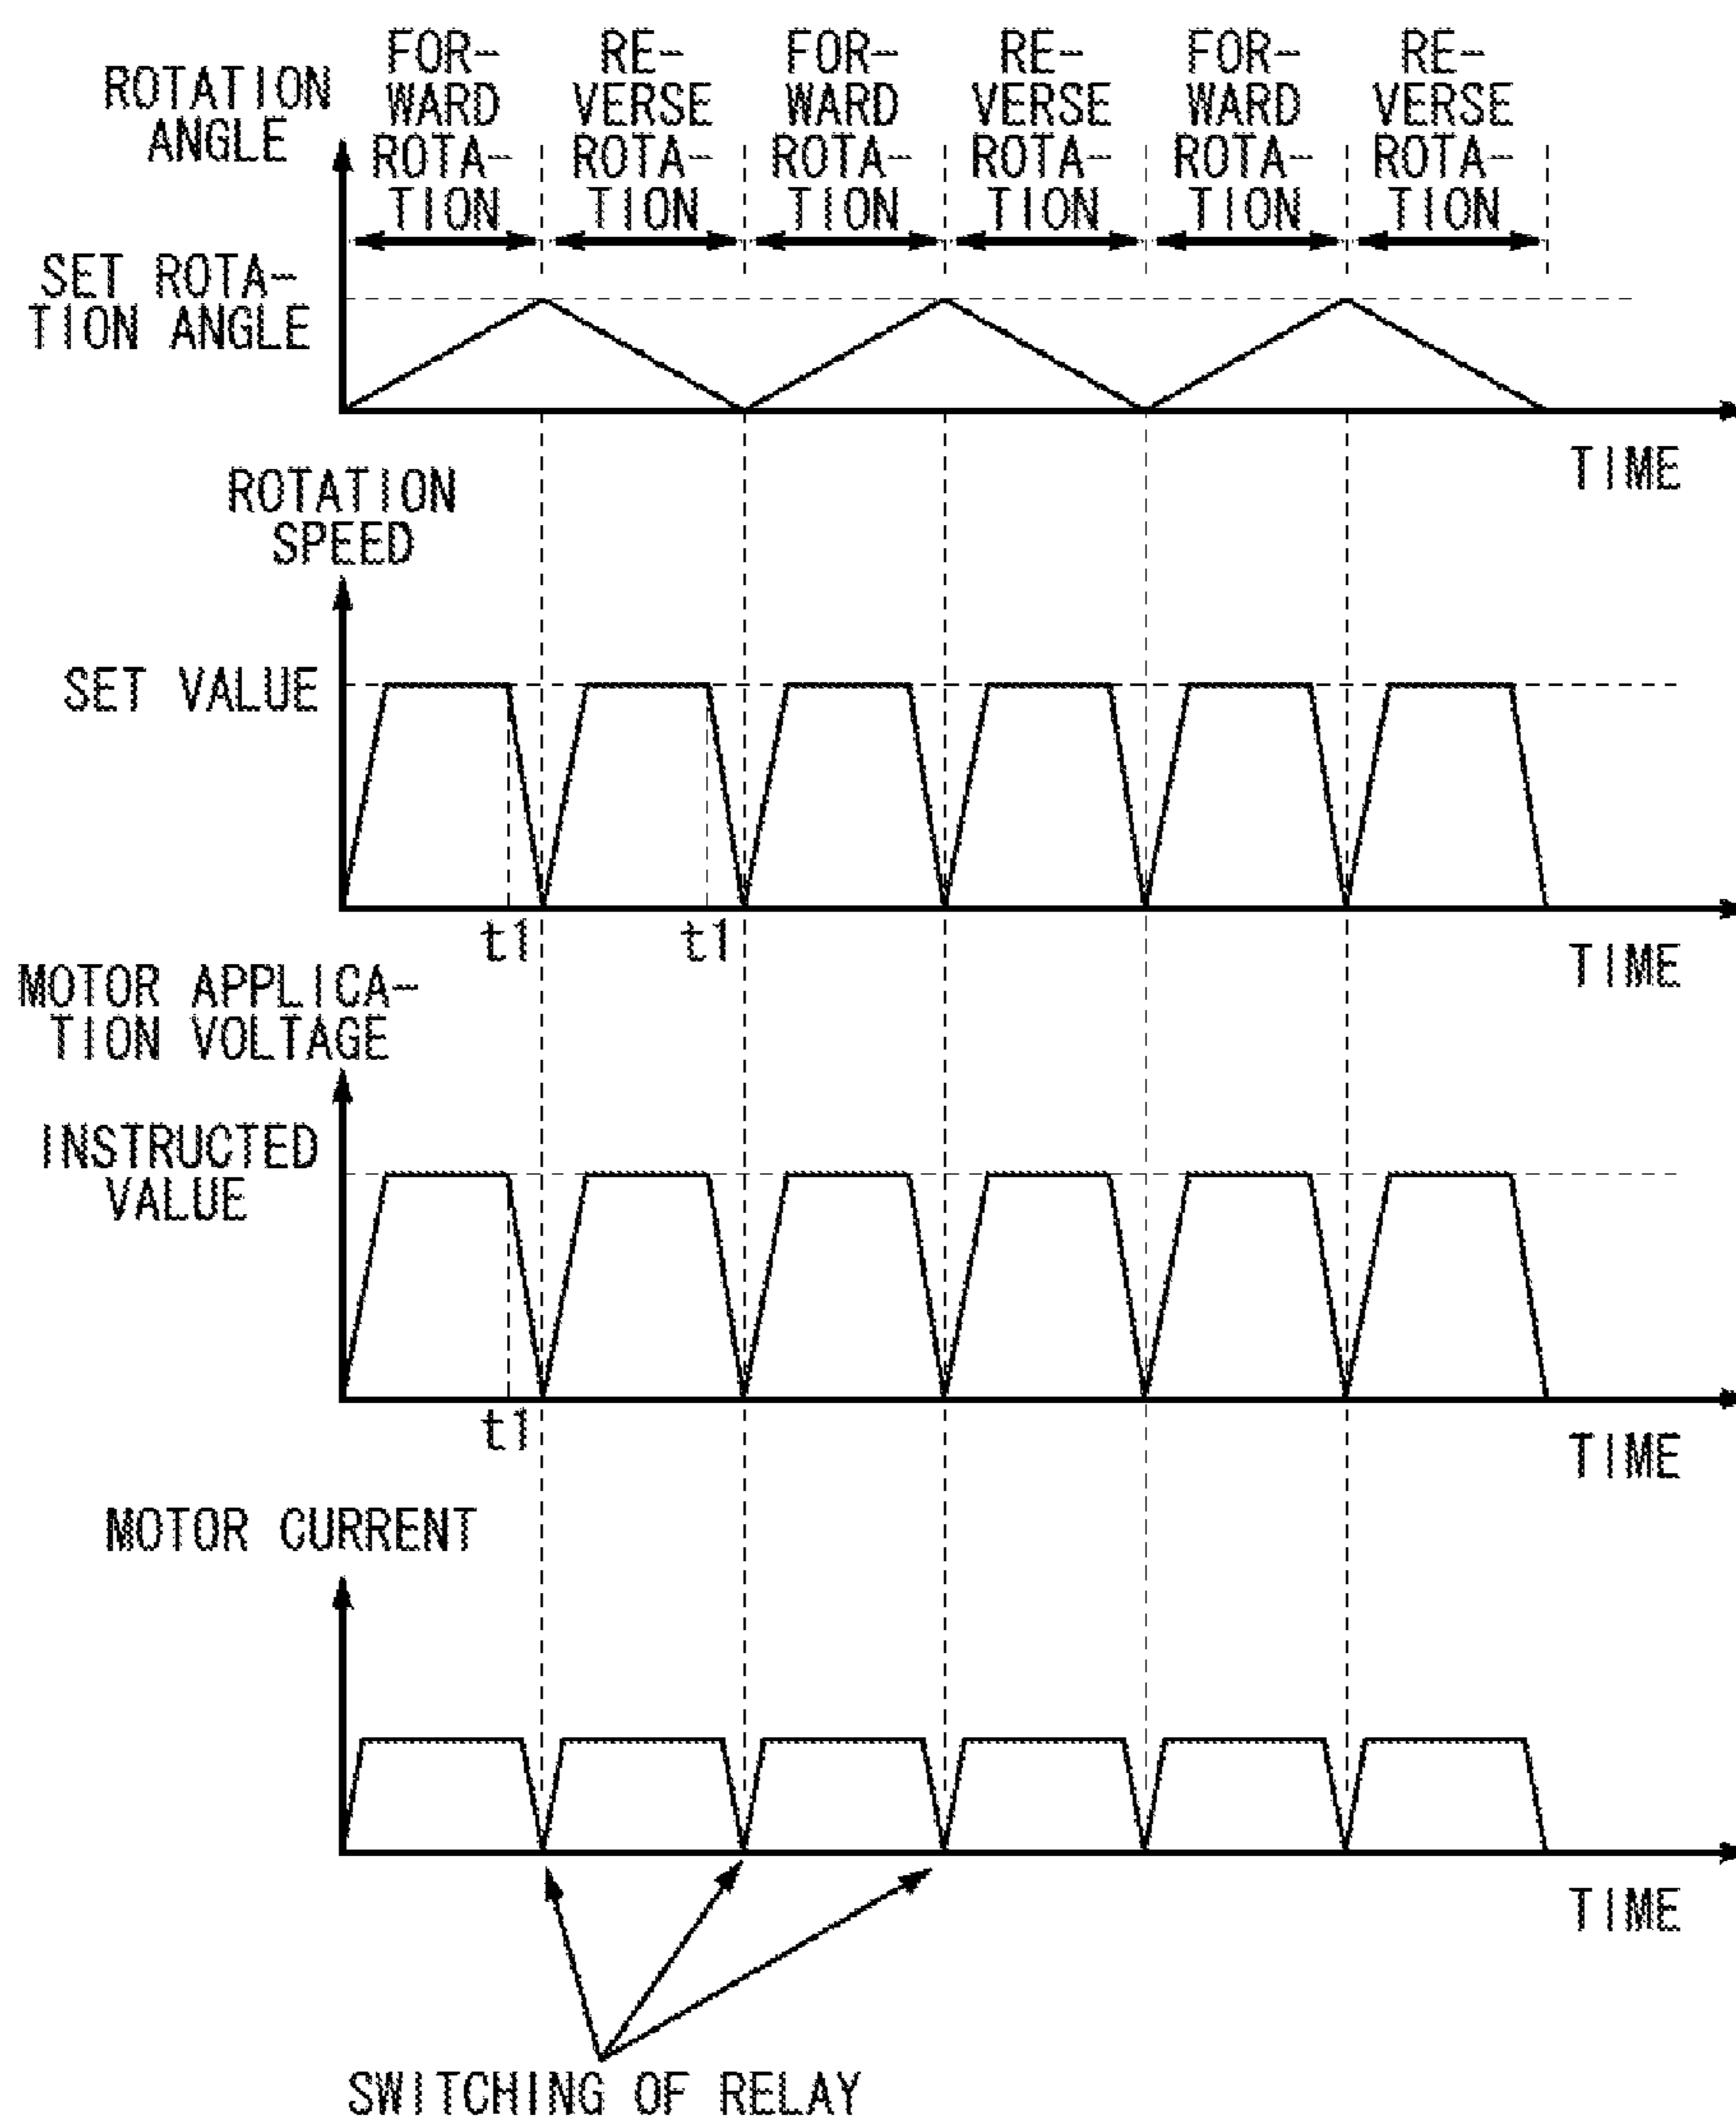 FOR-
WARD
ROTA-
TION
RE-
VERSE
ROTA-
TION
FOR-
WARD
ROTA-
TION
RE-
VERSE
ROTA-
TION
FOR-
WARD
ROTA-
TION
RE-
VERSE
ROTA-
TION
ROTATION
ANGLE
SET ROTA-
TION ANGLE
TIME
ROTATION
SPEED
SET VALUE
t1
t1
TIME
MOTOR APPLICA-
TION VOLTAGE
INSTRUCTED
VALUE
t1
TIME
MOTOR CURRENT
TIME
SWITCHING OF RELAY